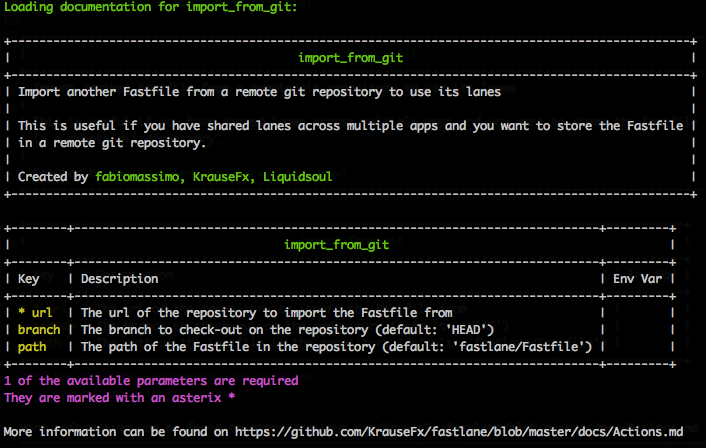 Loading documentation for import_from_git:
import_from_git
Import another Fastfile from a remote git repository to use its lanes
This is useful if you have shared lanes across multiple apps and you want to store the Fastfile
in a remote git repository.
Created by fabiomassimo, KrauseFx, Liquidsoul
import_from_git
Key | Description | Env Var
* url | The url of the repository to import the Fastfile from
branch | The branch to check-out on the repository (default: 'HEAD')
path | The path of the Fastfile in the repository (default: 'fastlane/Fastfile')
1 of the available parameters are required
They are marked with an asterix *
More information can be found on https://github.com/KrauseFx/fastlane/blob/master/docs/Actions.md